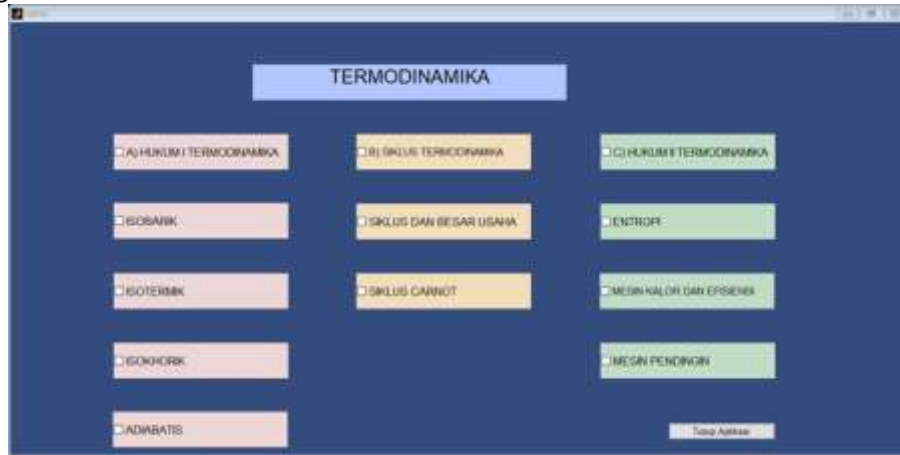 TERMODINAMIKA
A) HUKUM I TERMODINAMIKA
B) SIKLUS TERMODINAMIKA
C) HUKUM II TERMODINAMIKA
ISOBARIK
SIKLUS DAN BESAR USAHA
ENTROPI
ISOTERMIK
SIKLUS CARNOT
MESIN KALOR DAN EFISIENSI
ISOKHORIK
MESIN PENDINGIN
ADIABATIS
Tutup Aplikasi